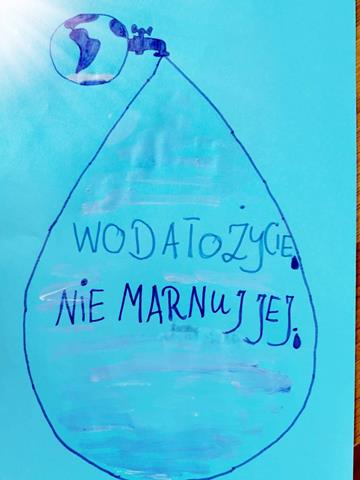 WODA TO ŻYCIE,
NIE MARNUJ JEJ.